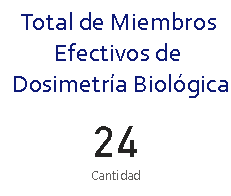 Total de Miembros
Efectivos de
Dosimetría Biológica
24
Cantidad